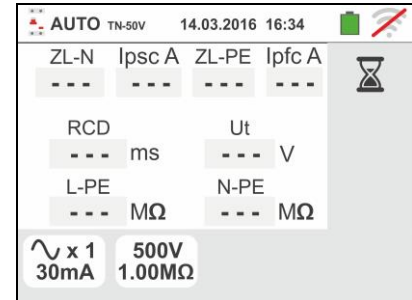 AUTO TN-50V 14.03.2016 16:34
ZL-N Ipsc A ZL-PE Ipfc A
--- --- --- ---
RCD Ut
--- ms --- V
L-PE N-PE
--- MΩ --- MΩ
x 1 500V
30mA 1.00MΩ